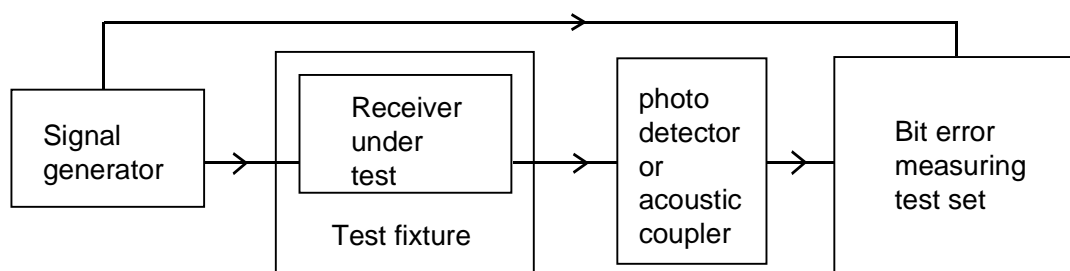 Signal
generator
Receiver
under
test
Test fixture
photo
detector
or
acoustic
coupler
Bit error
measuring
test set